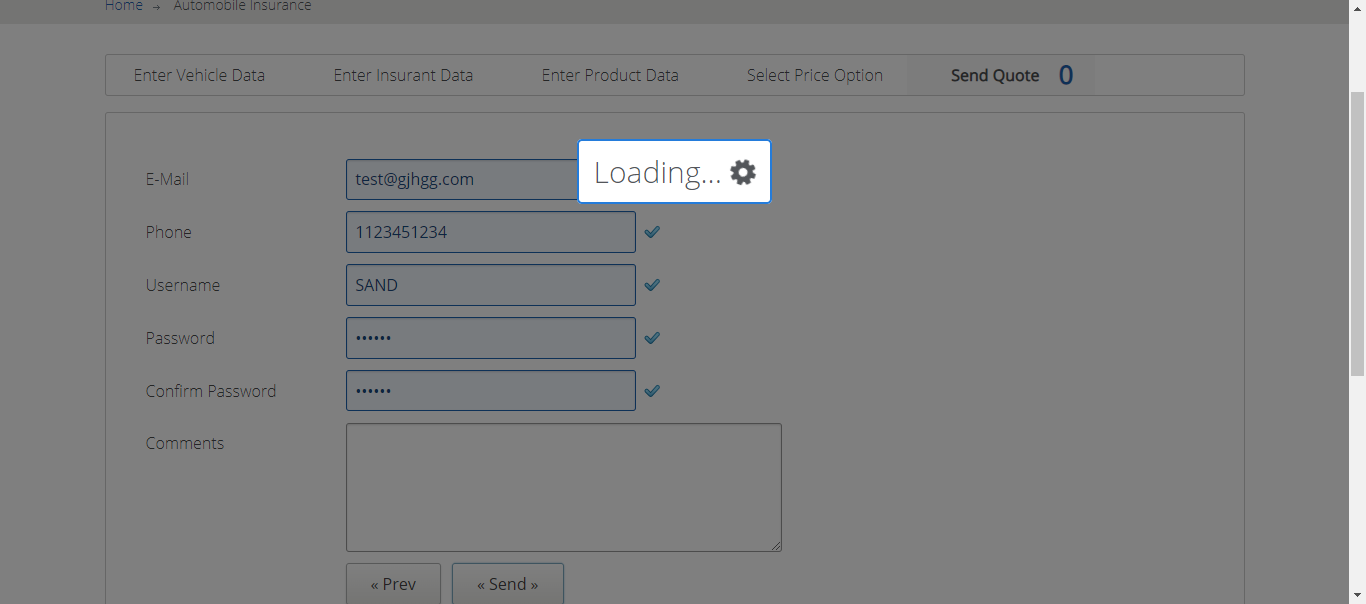 Home → Automobile Insurance
Enter Vehicle Data Enter Insurant Data Enter Product Data Select Price Option Send Quote 0
Loading...
E-Mail test@gjhgg.com
Phone 1123451234
Username SAND
Password ••••••
Confirm Password ••••••
Comments
« Prev « Send »